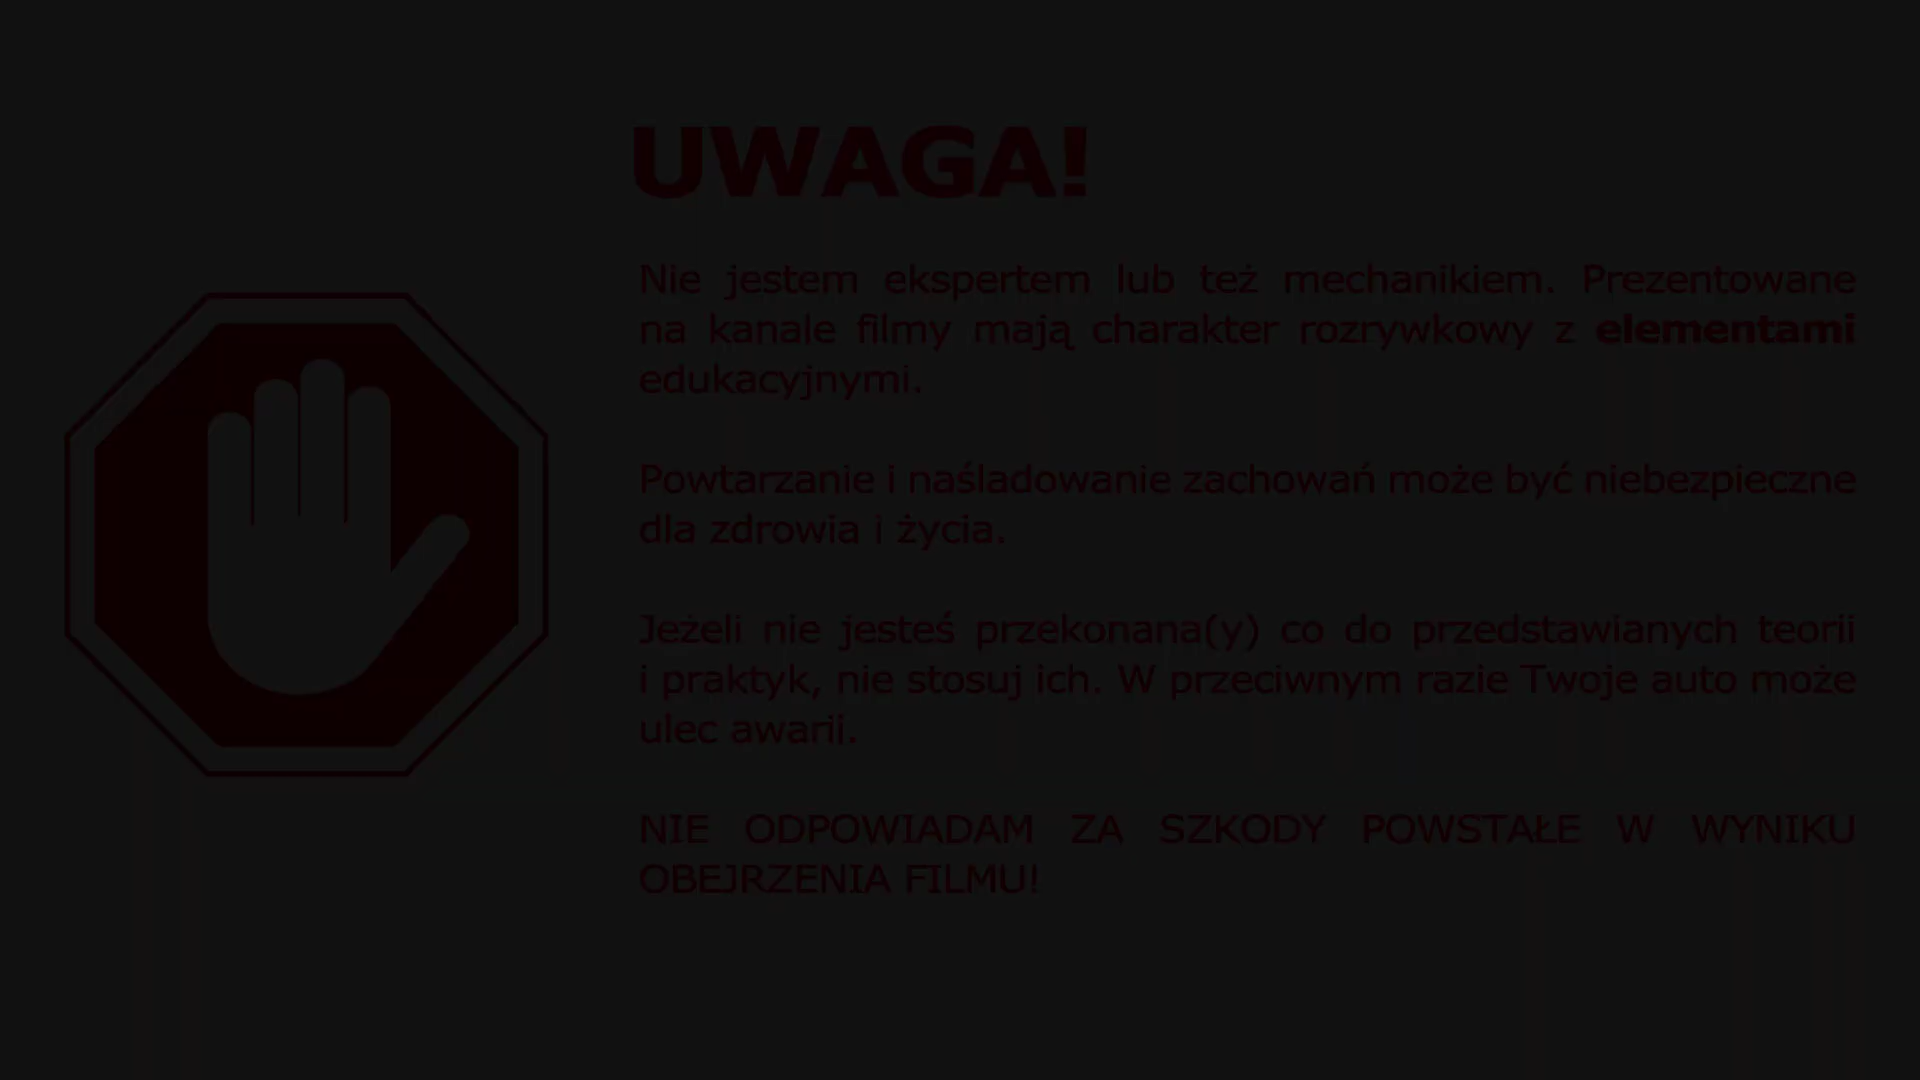 UWAGA!
Nie jestem ekspertem lub też mechanikiem. Prezentowane
na kanale filmy mają charakter rozrywkowy z elementami
edukacyjnymi.
Powtarzanie i naśladowanie zachowań może być niebezpieczne
dla zdrowia i życia.
Jeżeli nie jesteś przekonana(y) co do przedstawianych teorii
i praktyk, nie stosuj ich. W przeciwnym razie Twoje auto może
ulec awarii.
NIE ODPOWIADAM ZA SZKODY POWSTAŁE W WYNIKU
OBEJRZENIA FILMU!